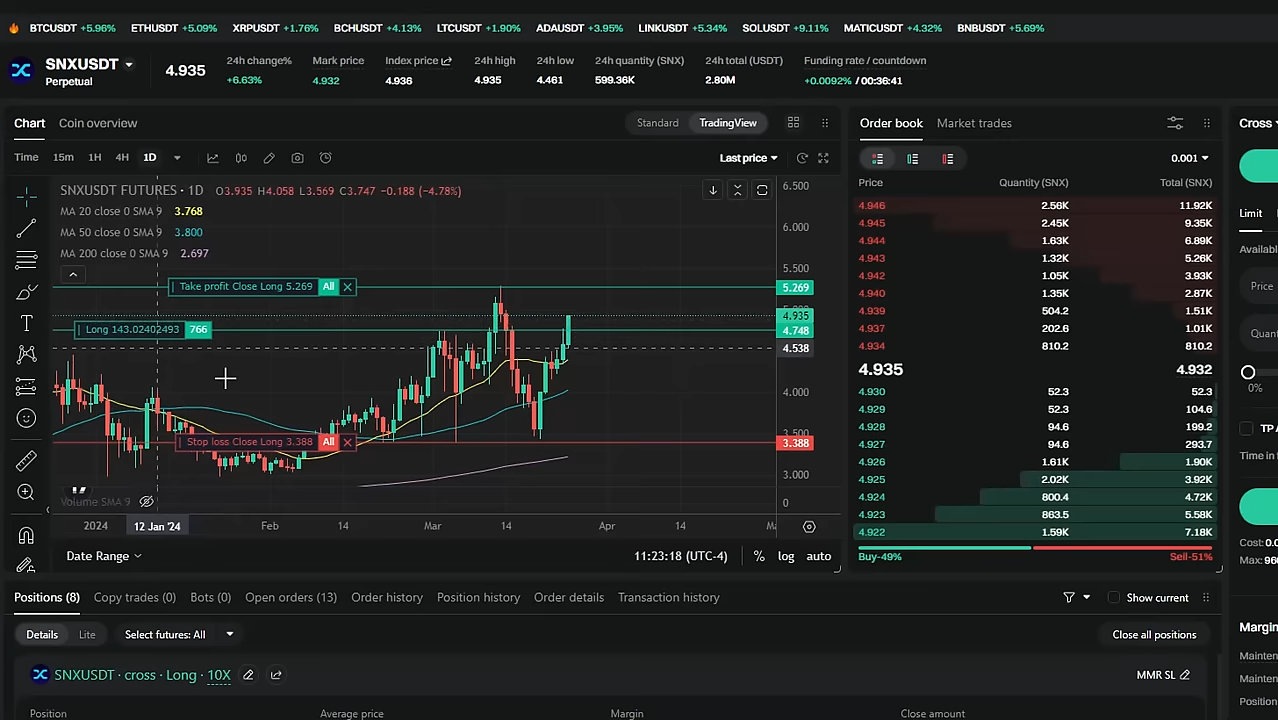 BTCUSDT +5.96% ETHUSDT +5.09% XRPUSDT +1.76% BCHUSDT +4.13% LTCUSDT +1.90% ADAUSDT +3.95% LINKUSDT +5.34% SOLUSDT +9.11% MATICUSDT +4.32% BNBUSDT +5.69%
SNXUSDT
Perpetual
4.935
24h change% Mark price Index price 24h high 24h low 24h quantity (SNX) 24h total (USDT) Funding rate / countdown
+6.63% 4.932 4.936 4.935 4.461 599.36K 2.80M +0.0092% / 00:36:41
Chart Coin overview
Standard TradingView
Time 15m 1H 4H 1D
Last price
SNXUSDT FUTURES · 1D O3.935 H4.058 L3.569 C3.747 -0.188 (-4.78%)
MA 20 close 0 SMA 9 3.768
MA 50 close 0 SMA 9 3.800
MA 200 close 0 SMA 9 2.697
Take profit Close Long 5.269 All
Long 143.02402493 766
Stop loss Close Long 3.388 All
Volume SMA 9
6.500
6.000
5.500
5.269
4.935
4.748
4.538
4.000
3.500
3.388
3.000
0
2024 12 Jan '24 Feb 14 Mar 14 Apr 14
Date Range
11:23:18 (UTC-4) % log auto
Order book Market trades
0.001
Price Quantity (SNX) Total (SNX)
4.946 2.56K 11.92K
4.945 2.45K 9.35K
4.944 1.63K 6.89K
4.943 1.32K 5.26K
4.942 1.05K 3.93K
4.940 1.35K 2.87K
4.939 504.2 1.51K
4.937 202.6 1.01K
4.934 810.2 810.2
4.935 4.932
4.930 52.3 52.3
4.929 52.3 104.6
4.928 94.6 199.2
4.927 94.6 293.7
4.926 1.61K 1.90K
4.925 2.02K 3.92K
4.924 800.4 4.72K
4.923 863.5 5.58K
4.922 1.59K 7.18K
Buy-49% Sell-51%
Cross
Limit
Price
0%
Positions (8) Copy trades (0) Bots (0) Open orders (13) Order history Position history Order details Transaction history
Show current
Details Lite Select futures: All
Close all positions
SNXUSDT · cross · Long · 10X
MMR SL
Position Average price Margin Close amount